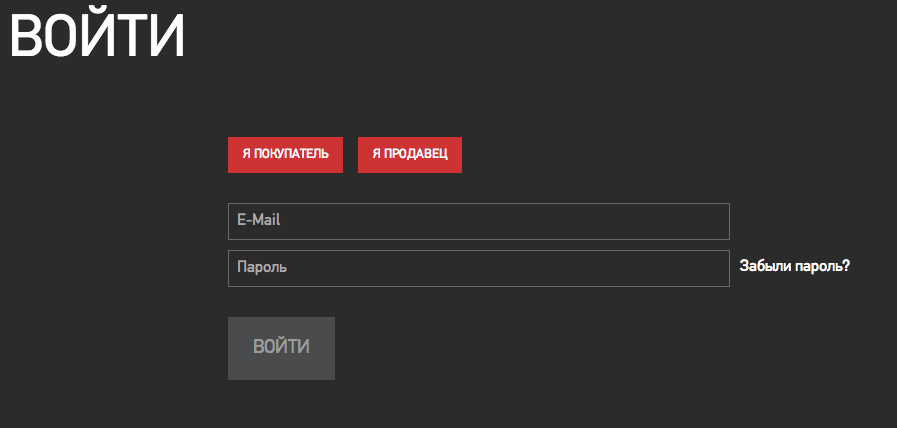 ВОЙТИ
Я ПОКУПАТЕЛЬ Я ПРОДАВЕЦ
E-Mail
Пароль Забыли пароль?
ВОЙТИ